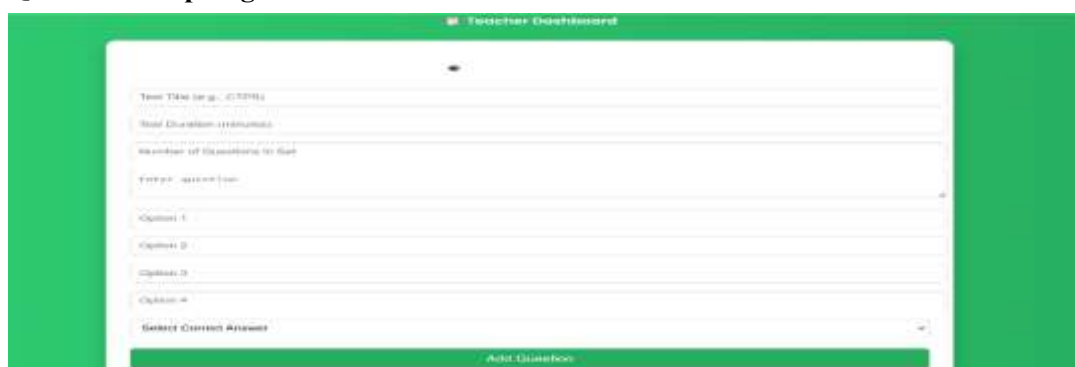 Teacher Dashboard
Test Title (e.g.,
Test Duration (minutes)
Number of Questions to Set
Enter question
Option 1
Option 2
Option 3
Option 4
Select Correct Answer
Add Question